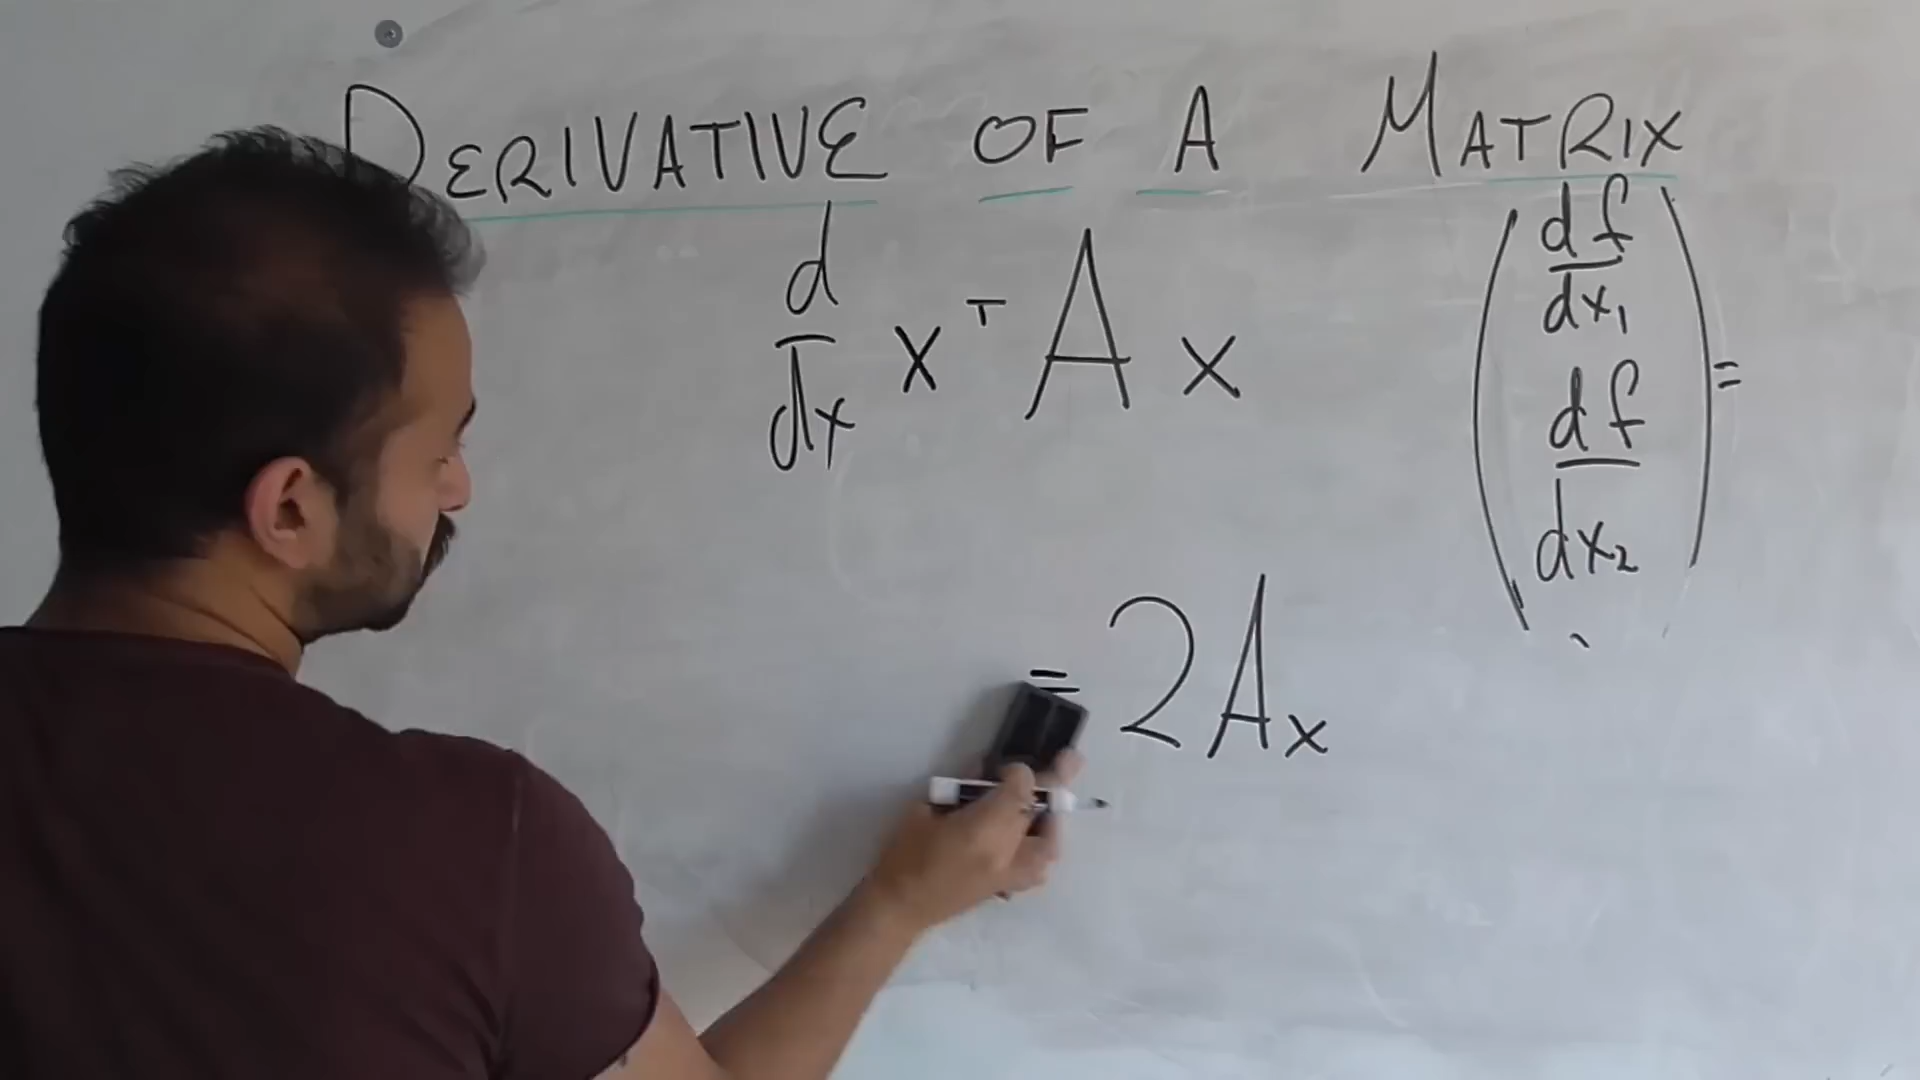 DERIVATIVE OF A MATRIX
d/dx x^T A x
= 2Ax
(df/dx₁
df/dx₂) =